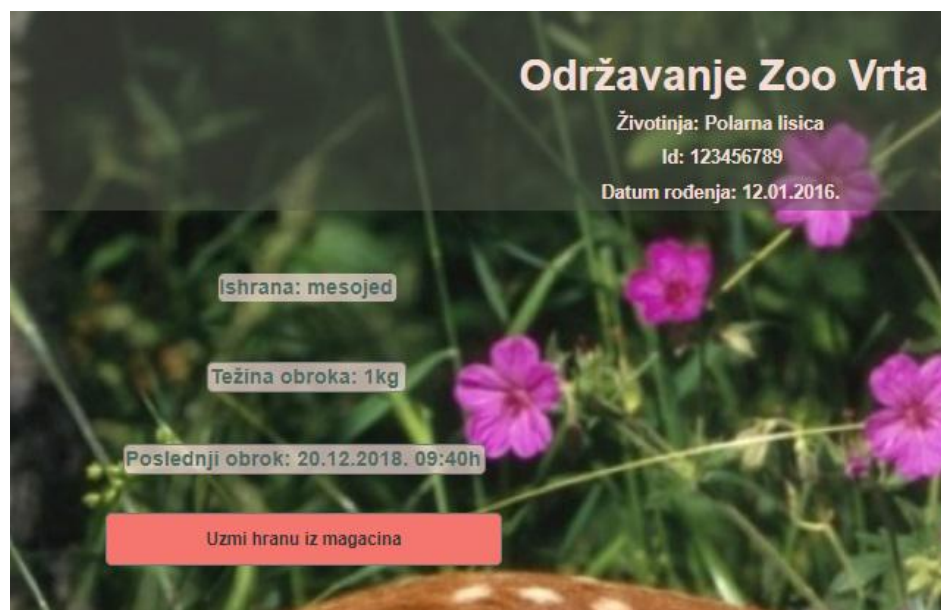 Održavanje Zoo Vrta
Životinja: Polarna lisica
Id: 123456789
Datum rođenja: 12.01.2016.
Ishrana: mesojed
Težina obroka: 1kg
Poslednji obrok: 20.12.2018. 09:40h
Uzmi hranu iz magacina